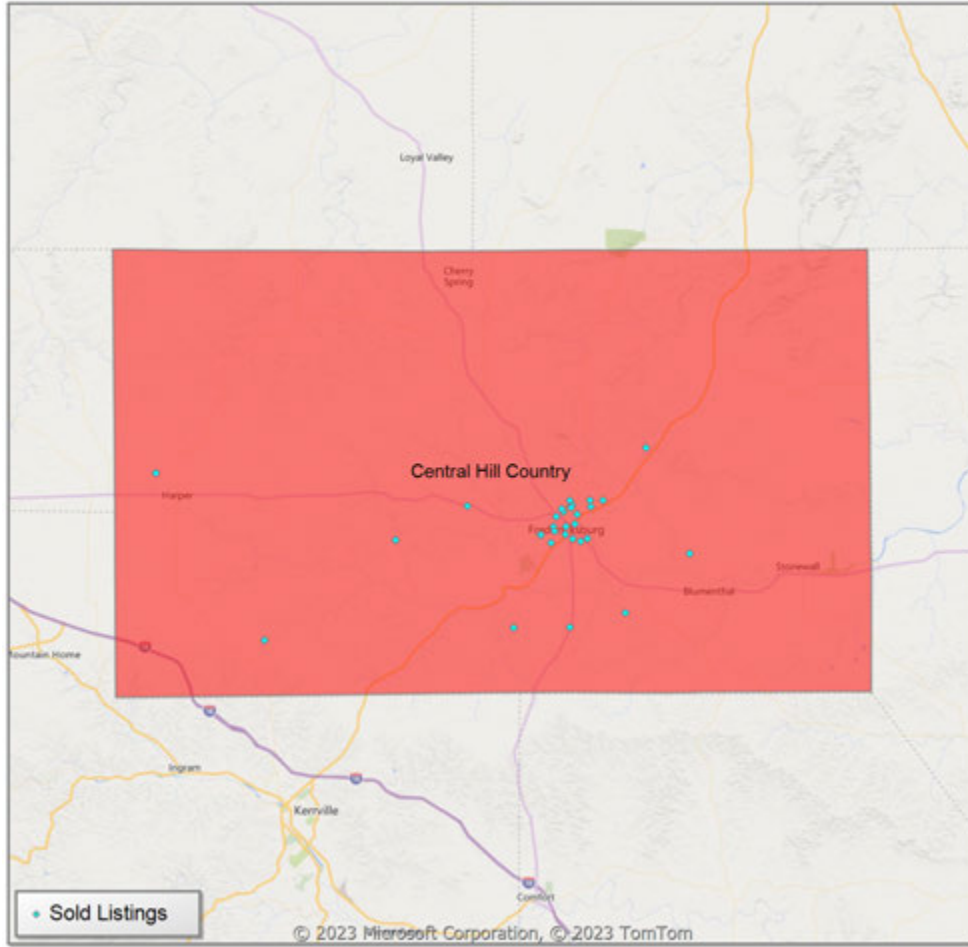 Loyal Valley
Cherry
Spring
Central Hill Country
Harper
Fredericksburg
Stonewall
Blumenthal
Mountain Home
Ingram
Kerrville
Comfort
Sold Listings
© 2023 Microsoft Corporation, © 2023 TomTom